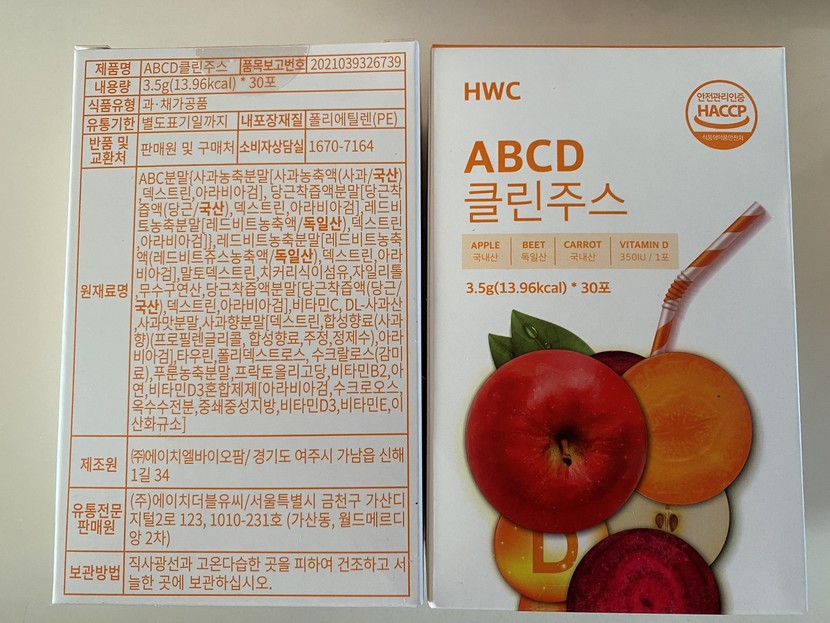 제품명 ABCD클린주스 품목보고번호 2021039326739
내용량 3.5g(13.96kcal) * 30포
식품유형 과·채가공품
유통기한 별도표기일까지 내포장재질 폴리에틸렌(PE)
반품 및 교환처 판매원 및 구매처 소비자상담실 1670-7164
원재료명
ABC분말[사과농축분말[사과농축액(사과/국산)
,덱스트린,아라비아검], 당근착즙액분말[당근착
즙액(당근/국산),덱스트린,아라비아검],레드비
트농축분말[레드비트농축액/독일산),덱스트린
,아라비아검]],레드비트농축분말[레드비트농축
액(레드비트쥬스농축액/독일산),덱스트린,아라
비아검],말토덱스트린,치커리식이섬유,자일리톨
,무수구연산,당근착즙액분말[당근착즙액(당근/
국산),덱스트린,아라비아검],비타민C, DL-사과산
,사과맛분말,사과향분말[덱스트린,합성향료(사과
향)(프로필렌글리콜, 합성향료,주정,정제수),아라
비아검],타우린,폴리덱스트로스, 수크랄로스(감미
료),푸룬농축분말, 프락토올리고당, 비타민B2,아
연,비타민D3혼합제제[아라비아검,수크로오스,
옥수수전분,중쇄중성지방,비타민D3,비타민E,이
산화규소]
제조원 ㈜에이치엘바이오팜/ 경기도 여주시 가남읍 신해
1길 34
유통전문
판매원
(주)에이치더블유씨/서울특별시 금천구 가산디
지털2로 123, 1010-231호 (가산동, 월드메르디
앙 2차)
보관방법 직사광선과 고온다습한 곳을 피하여 건조하고 서
늘한 곳에 보관하십시오.
HWC
안전관리인증
HACCP
식품의약품안전처
ABCD
클린주스
APPLE BEET CARROT VITAMIN D
국내산 독일산 국내산 350IU / 1포
3.5g(13.96kcal) * 30포
D